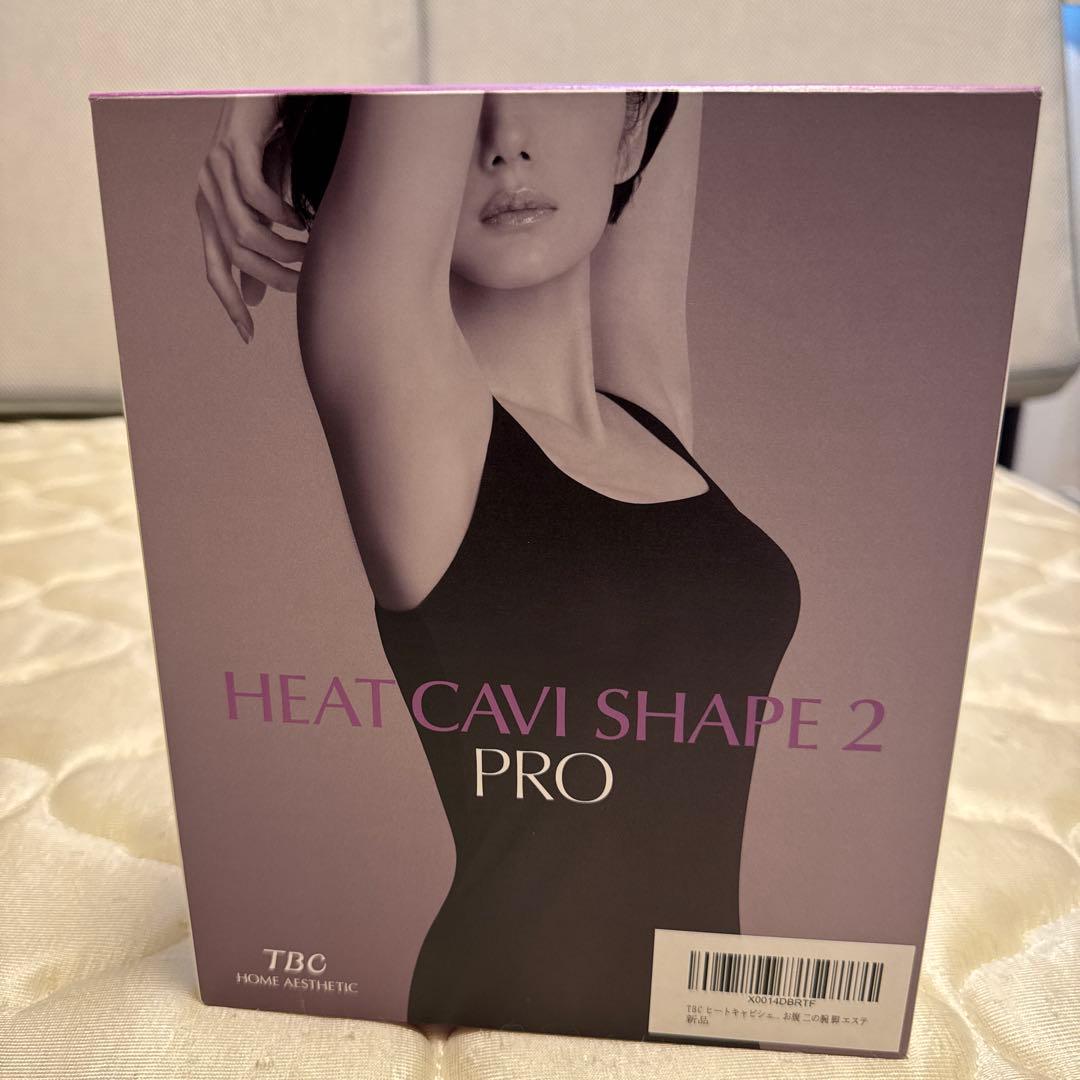 HEAT CAVI SHAPE 2
PRO
TBC
HOME AESTHETIC
X0014DBRTF
TBC ヒートキャビシェ... お腹 二の腕 脚 エステ
新品